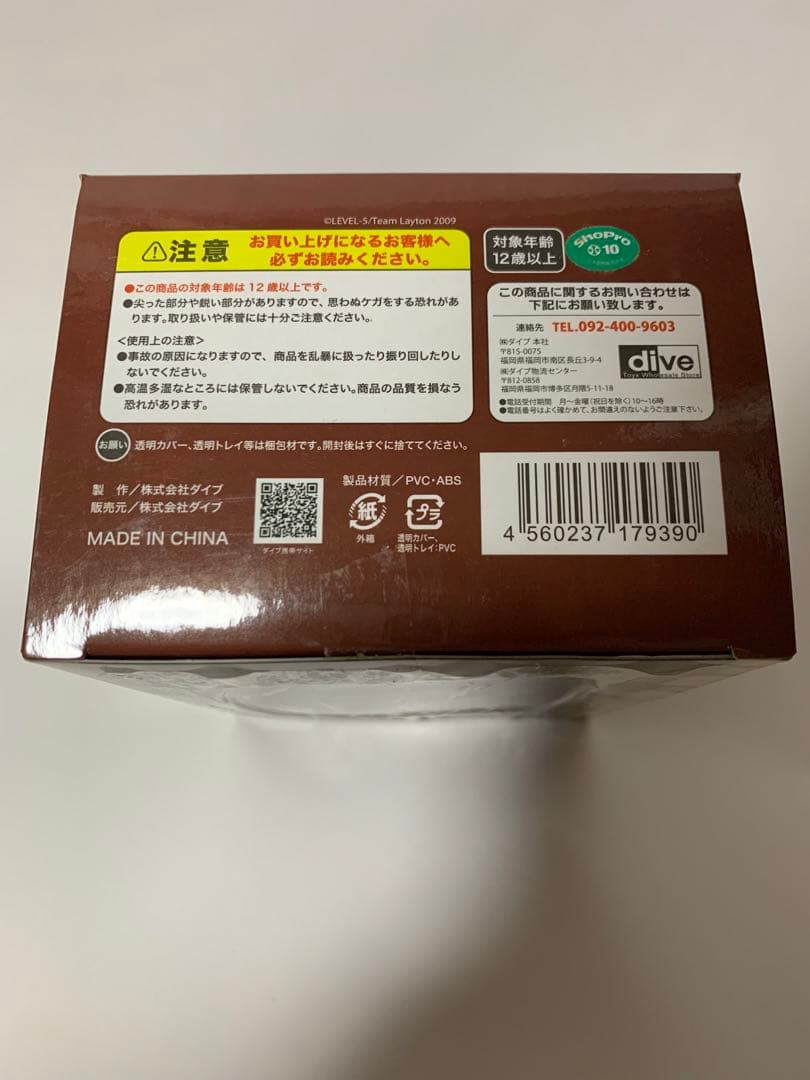 ©LEVEL-5/Team Layton 2009
注意
お買い上げになるお客様へ
必ずお読みください。
●この商品の対象年齢は 12 歳以上です。
●尖った部分や鋭い部分がありますので、思わぬケガをする恐れがあ
ります。取り扱いや保管には十分ご注意ください。
<使用上の注意>
●事故の原因になりますので、商品を乱暴に扱ったり振り回したりし
ないでください。
●高温多湿なところには保管しないでください。商品の品質を損なう
恐れがあります。
お願い 透明カバー、透明トレイ等は梱包材です。開封後はすぐに捨ててください。
対象年齢
12歳以上
ShoPro
10
この商品に関するお問い合わせは
下記にお願い致します。
連絡先 TEL.092-400-9603
㈱ダイブ 本社
〒815-0075
福岡県福岡市南区長丘3-9-4
㈱ダイブ物流センター
〒812-0858
福岡県福岡市博多区月隈5-11-18
dive
Toys Wholesale Store
●電話受付期間 月〜金曜(祝日を除く)10〜16時
●電話番号はよく確かめて、お間違えのないようご注意下さい。
製 作/株式会社ダイブ
販売元/株式会社ダイブ
MADE IN CHINA
ダイブ携帯サイト
製品材質/PVC・ABS
紙
外箱
プラ
透明カバー、
透明トレイ:PVC
4 560237 179390